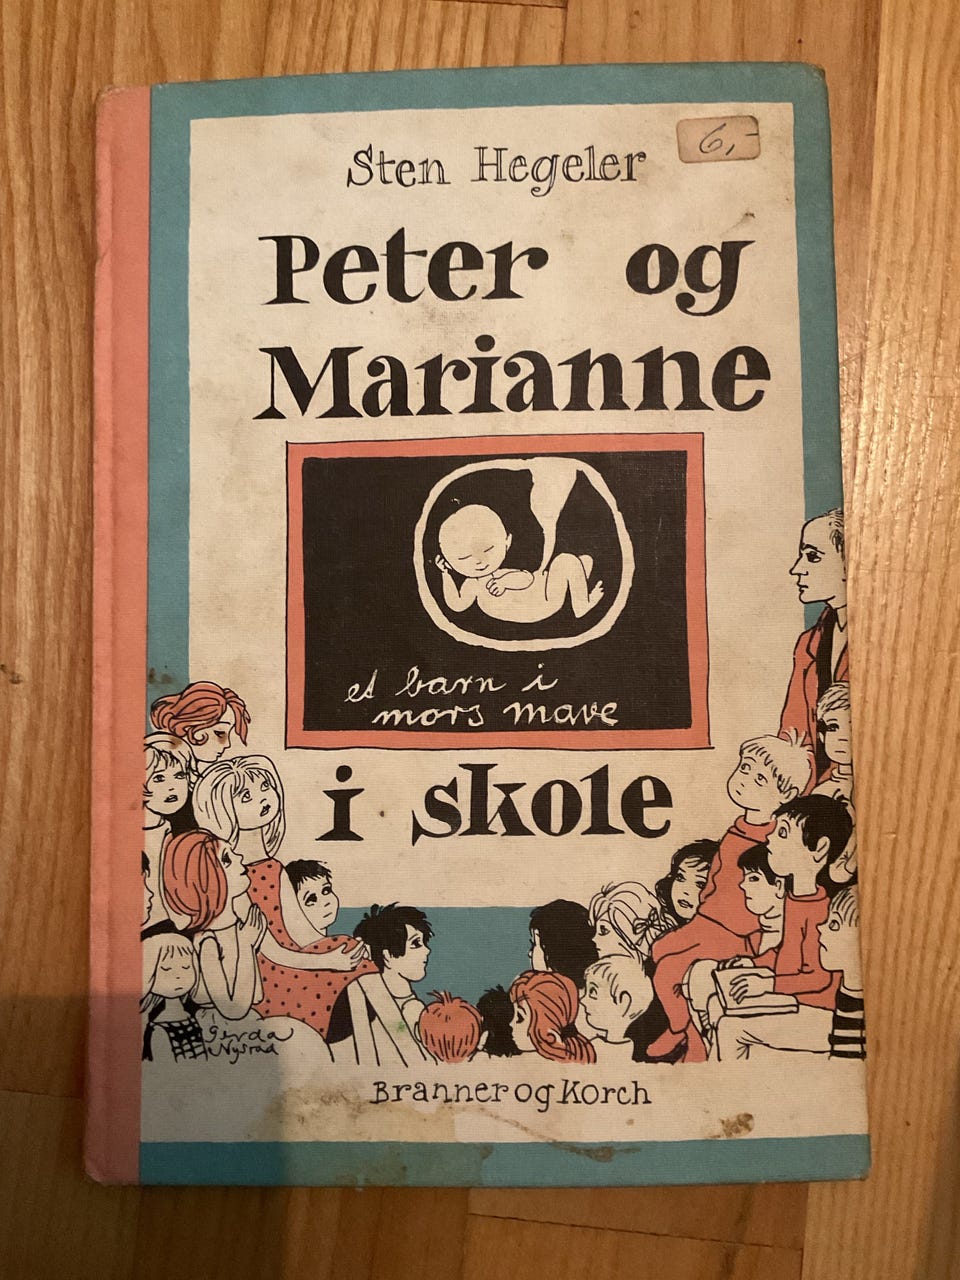 Sten Hegeler
6,-
Peter og
Marianne
et barn i
mors mave
i skole
Gerda
Nystad
Branner og Korch